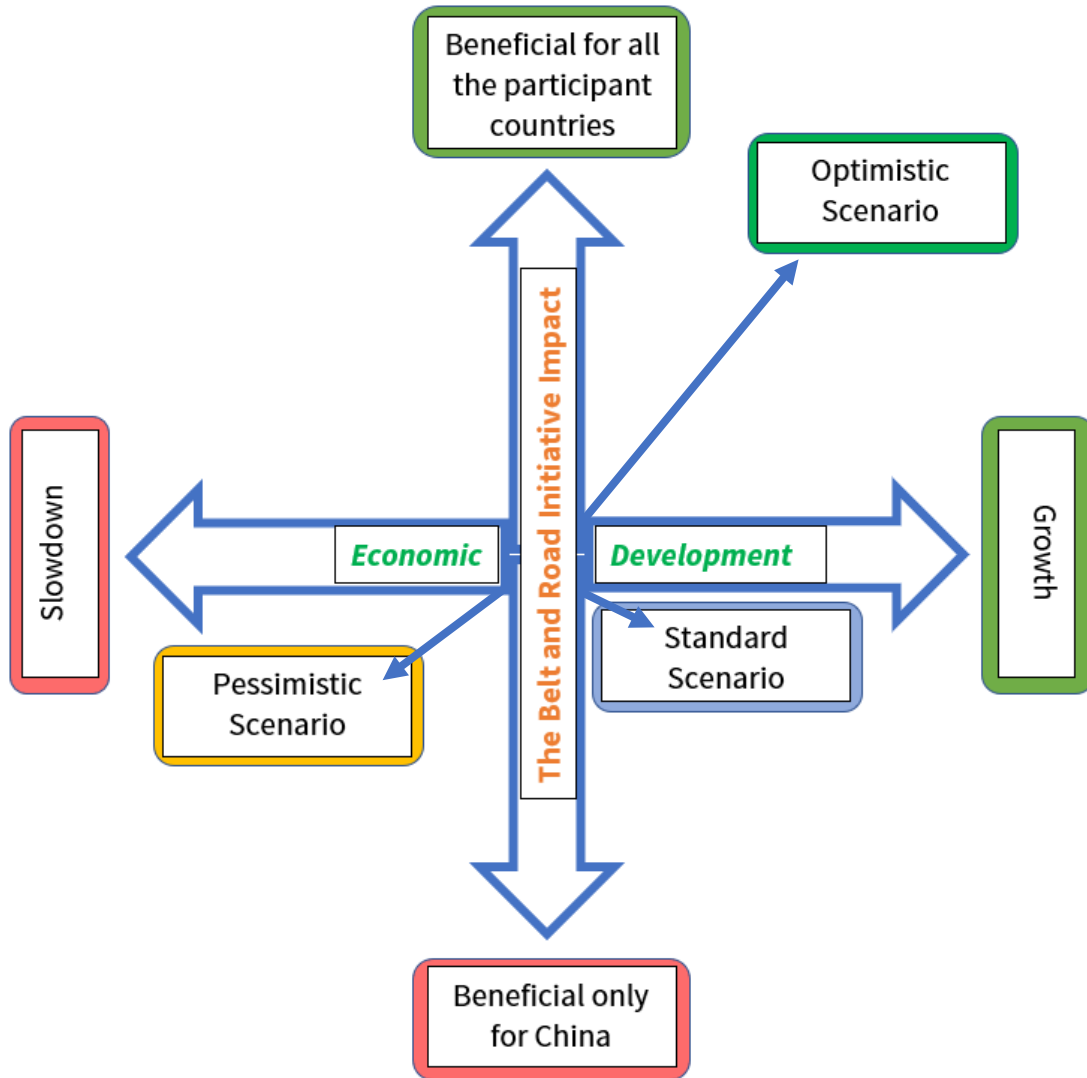 Beneficial for all
the participant
countries
Optimistic
Scenario
The Belt and Road Initiative Impact
Slowdown
Economic
Development
Growth
Pessimistic
Scenario
Standard
Scenario
Beneficial only
for China